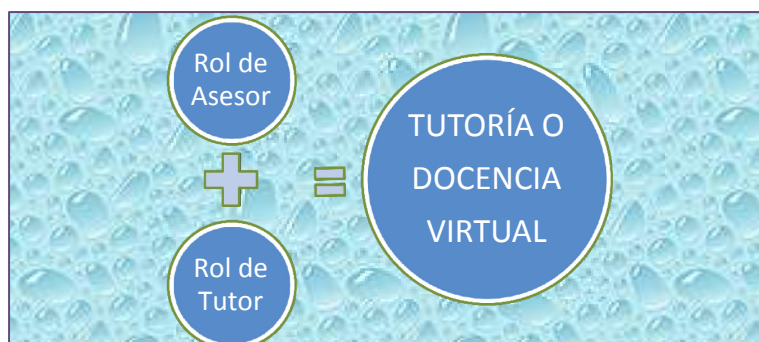 Rol de
Asesor
TUTORÍA O
DOCENCIA
VIRTUAL
Rol de
Tutor